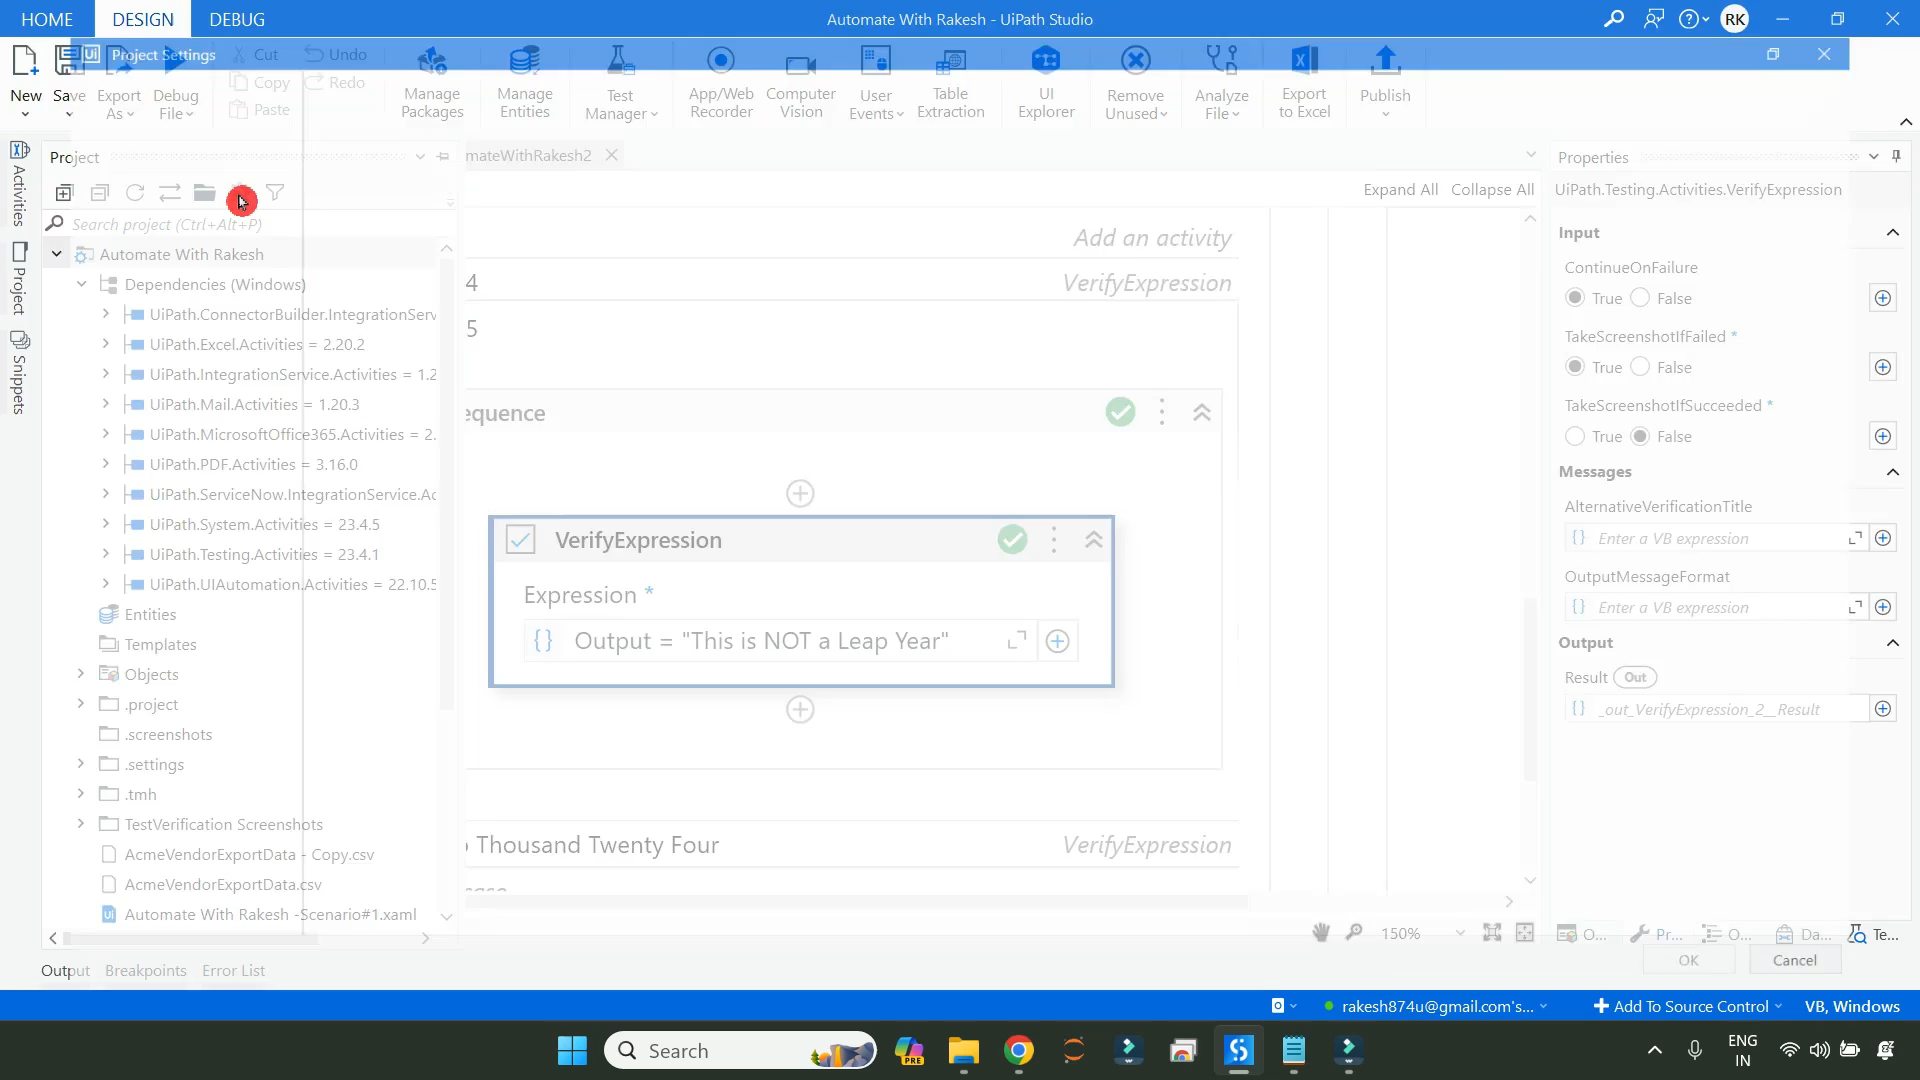 HOME DESIGN DEBUG
Automate With Rakesh - UiPath Studio
RK
Ui Project Settings
New
Save
Export As
Debug File
Cut
Copy
Paste
Undo
Redo
Manage Packages
Manage Entities
Test Manager
App/Web Recorder
Computer Vision
User Events
Table Extraction
UI Explorer
Remove Unused
Analyze File
Export to Excel
Publish
Activities
Project
Snippets
Project
Search project (Ctrl+Alt+P)
Automate With Rakesh
Dependencies (Windows)
UiPath.ConnectorBuilder.IntegrationServ
UiPath.Excel.Activities = 2.20.2
UiPath.IntegrationService.Activities = 1.2
UiPath.Mail.Activities = 1.20.3
UiPath.MicrosoftOffice365.Activities = 2.
UiPath.PDF.Activities = 3.16.0
UiPath.ServiceNow.IntegrationService.Ac
UiPath.System.Activities = 23.4.5
UiPath.Testing.Activities = 23.4.1
UiPath.UIAutomation.Activities = 22.10.5
Entities
Templates
Objects
.project
.screenshots
.settings
.tmh
TestVerification Screenshots
AcmeVendorExportData - Copy.csv
AcmeVendorExportData.csv
Automate With Rakesh -Scenario#1.xaml
mateWithRakesh2
Expand All Collapse All
Add an activity
4 VerifyExpression
5
equence
VerifyExpression
Expression *
Output = "This is NOT a Leap Year"
Thousand Twenty Four VerifyExpression
150%
Properties
UiPath.Testing.Activities.VerifyExpression
Input
ContinueOnFailure
True False
TakeScreenshotIfFailed *
True False
TakeScreenshotIfSucceeded *
True False
Messages
AlternativeVerificationTitle
Enter a VB expression
OutputMessageFormat
Enter a VB expression
Output
Result Out
_out_VerifyExpression_2__Result
O... Pr... O... Da... Te...
OK Cancel
Output Breakpoints Error List
rakesh874u@gmail.com's...
Add To Source Control
VB, Windows
Search
PRE
ENG
IN